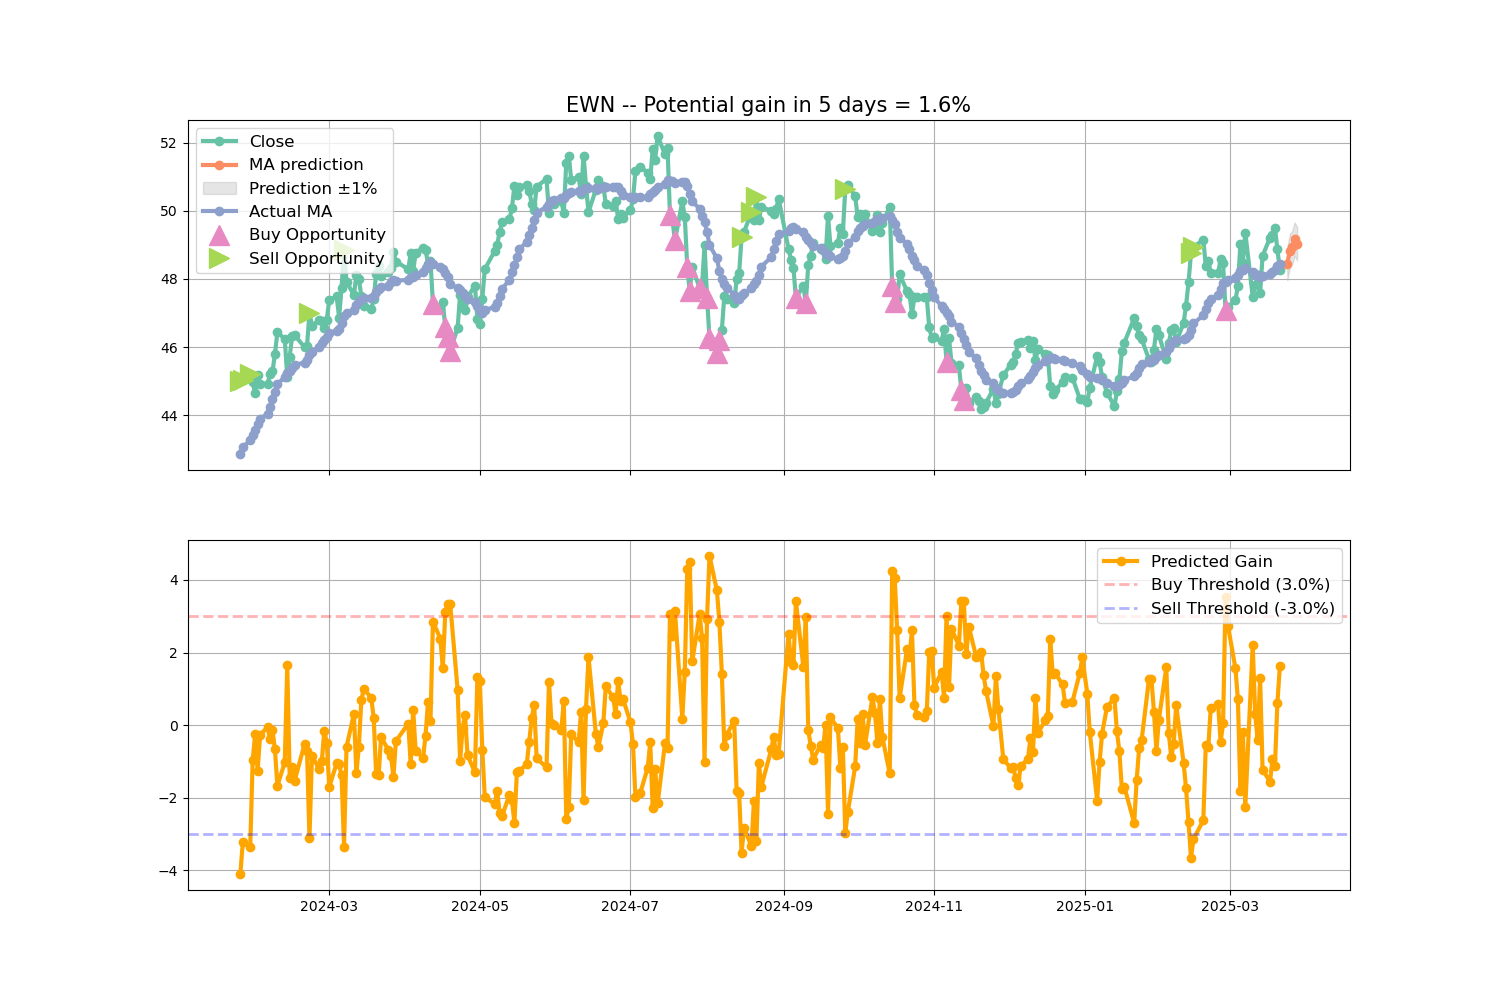 EWN -- Potential gain in 5 days = 1.6%
52
50
48
46
44
Close
MA prediction
Prediction ±1%
Actual MA
Buy Opportunity
Sell Opportunity
4
2
0
−2
−4
Predicted Gain
Buy Threshold (3.0%)
Sell Threshold (-3.0%)
2024-03 2024-05 2024-07 2024-09 2024-11 2025-01 2025-03